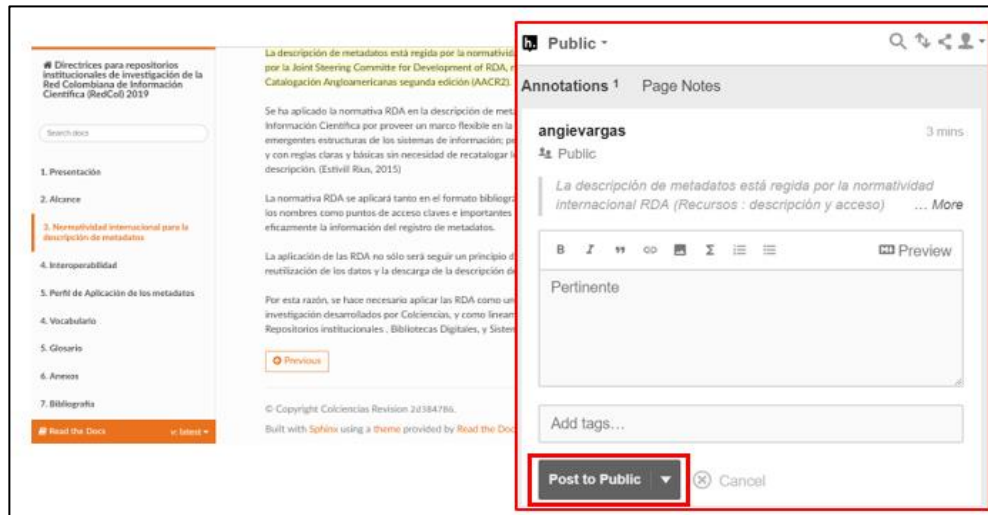 Directrices para repositorios
institucionales de investigación de la
Red Colombiana de Información
Científica (RedCol) 2019
Search docs
1. Presentación
2. Alcance
3. Normatividad internacional para la
descripción de metadatos
4. Interoperabilidad
5. Perfil de Aplicación de los metadatos
4. Vocabulario
5. Glosario
6. Anexos
7. Bibliografía
Read the Docs
v: latest
La descripción de metadatos está regida por la normativid
por la Joint Steering Committe for Development of RDA,
Catalogación Angloamericanas segunda edición (AACR2).
Se ha aplicado la normativa RDA en la descripción de meta
Información Científica por proveer un marco flexible en la
emergentes estructuras de los sistemas de información; pe
y con reglas claras y básicas sin necesidad de recatalogar
descripción. (Estivill Rius, 2015)
La normativa RDA se aplicará tanto en el formato bibliogra
los nombres como puntos de acceso claves e importantes
eficazmente la información del registro de metadatos.
La aplicación de las RDA no sólo será seguir un principio d
reutilización de los datos y la descarga de la descripción de
Por esta razón, se hace necesario aplicar las RDA como un
investigación desarrollados por Colciencias, y como lineam
Repositorios institucionales , Bibliotecas Digitales, y Sisten
Previous
© Copyright Colciencias Revision 2d384786.
Built with Sphinx using a theme provided by Read the Doc
h. Public
Annotations 1 Page Notes
angievargas 3 mins
Public
La descripción de metadatos está regida por la normatividad
internacional RDA (Recursos : descripción y acceso) ... More
B I Σ Preview
Pertinente
Add tags...
Post to Public Cancel